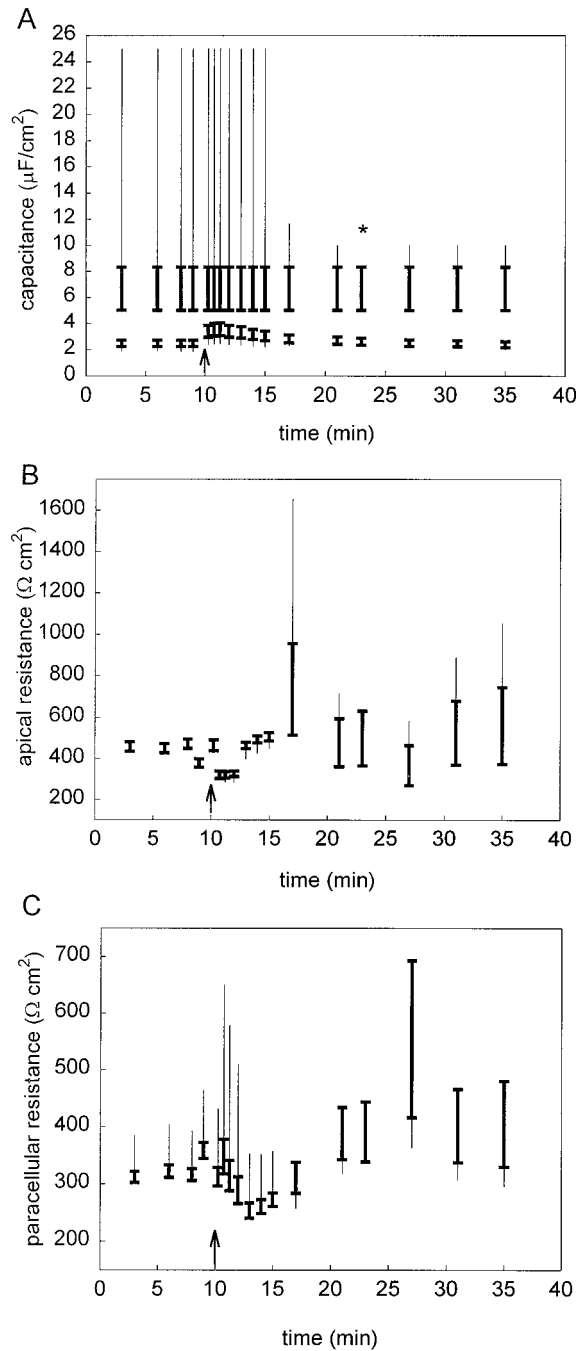 A
26
24
22
20
18
16
14
12
10
8
6
4
2
0
capacitance (μF/cm²)
*
0 5 10 15 20 25 30 35 40
time (min)
B
1600
1400
1200
1000
800
600
400
200
apical resistance (Ω cm²)
0 5 10 15 20 25 30 35 40
time (min)
C
700
600
500
400
300
200
paracellular resistance (Ω cm²)
0 5 10 15 20 25 30 35 40
time (min)